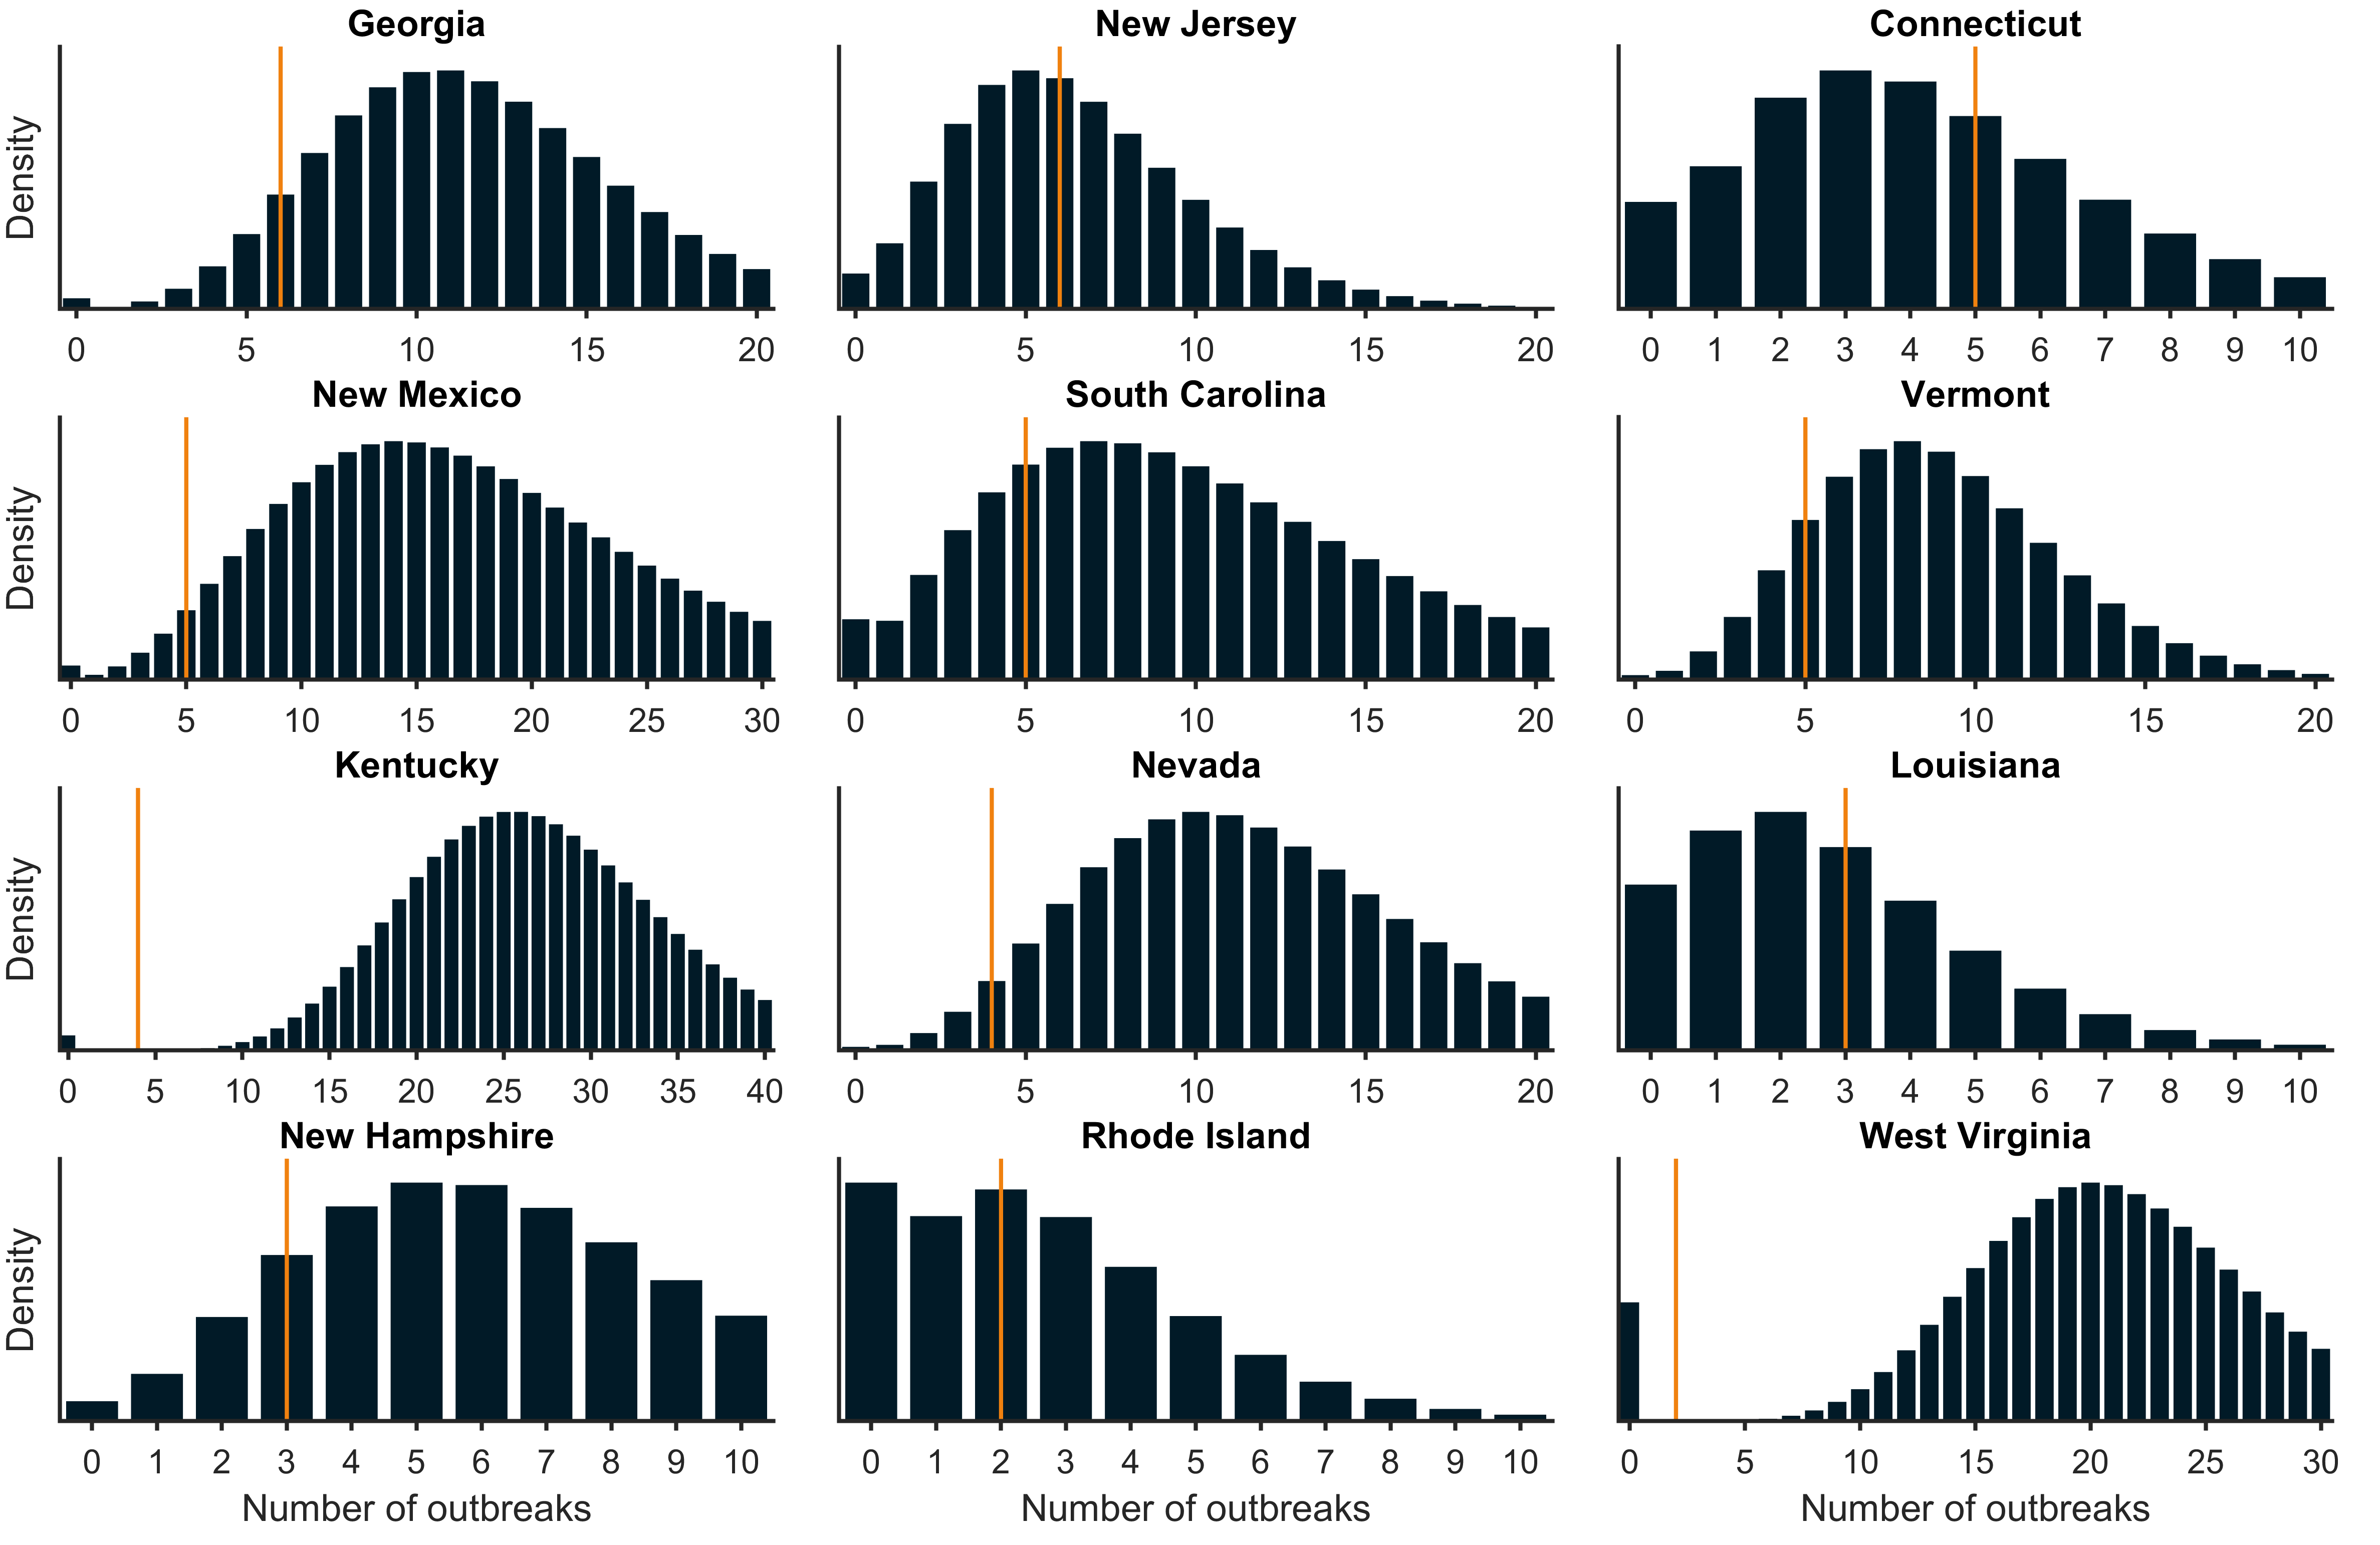 Georgia New Jersey Connecticut
Density
0 5 10 15 20 0 5 10 15 20 0 1 2 3 4 5 6 7 8 9 10
New Mexico South Carolina Vermont
Density
0 5 10 15 20 25 30 0 5 10 15 20 0 5 10 15 20
Kentucky Nevada Louisiana
Density
0 5 10 15 20 25 30 35 40 0 5 10 15 20 0 1 2 3 4 5 6 7 8 9 10
New Hampshire Rhode Island West Virginia
Density
0 1 2 3 4 5 6 7 8 9 10 0 1 2 3 4 5 6 7 8 9 10 0 5 10 15 20 25 30
Number of outbreaks Number of outbreaks Number of outbreaks